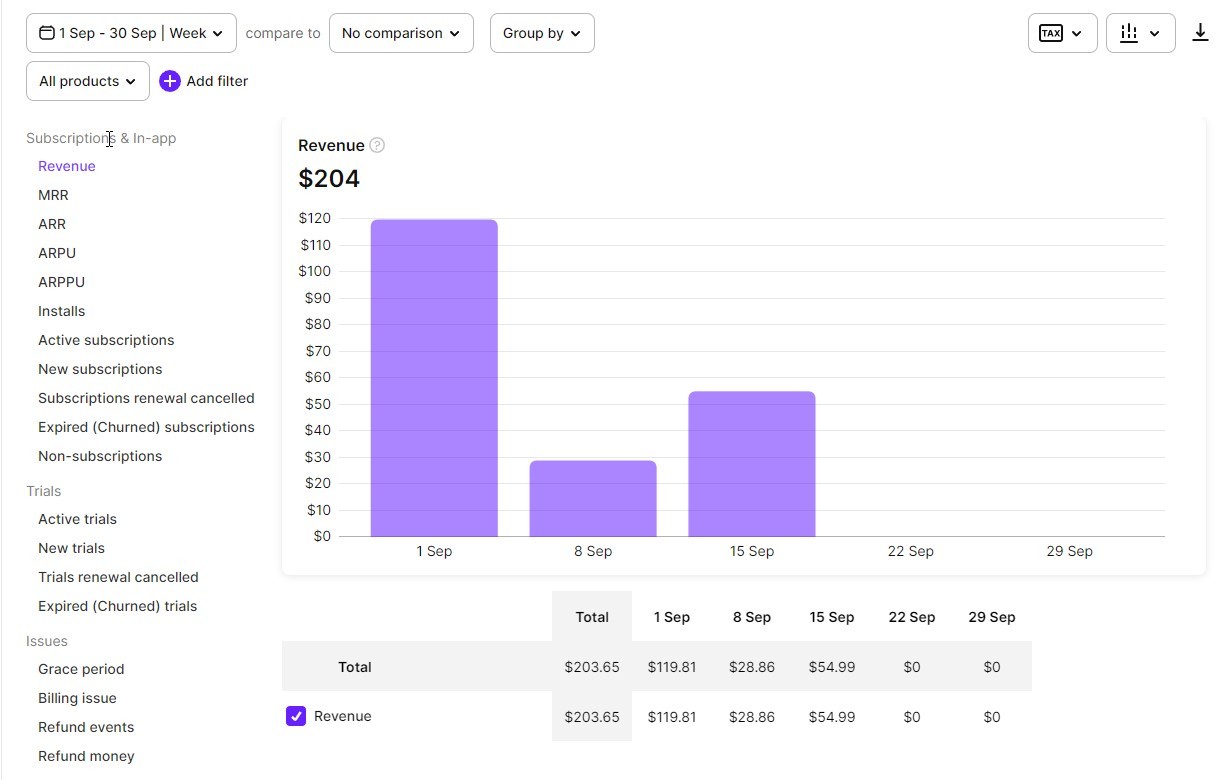 1 Sep - 30 Sep | Week compare to No comparison Group by TAX
All products Add filter
Subscriptions & In-app
Revenue
MRR
ARR
ARPU
ARPPU
Installs
Active subscriptions
New subscriptions
Subscriptions renewal cancelled
Expired (Churned) subscriptions
Non-subscriptions
Trials
Active trials
New trials
Trials renewal cancelled
Expired (Churned) trials
Issues
Grace period
Billing issue
Refund events
Refund money
Revenue ?
$204
$120
$110
$100
$90
$80
$70
$60
$50
$40
$30
$20
$10
$0
1 Sep 8 Sep 15 Sep 22 Sep 29 Sep
Total 1 Sep 8 Sep 15 Sep 22 Sep 29 Sep
Total $203.65 $119.81 $28.86 $54.99 $0 $0
Revenue $203.65 $119.81 $28.86 $54.99 $0 $0